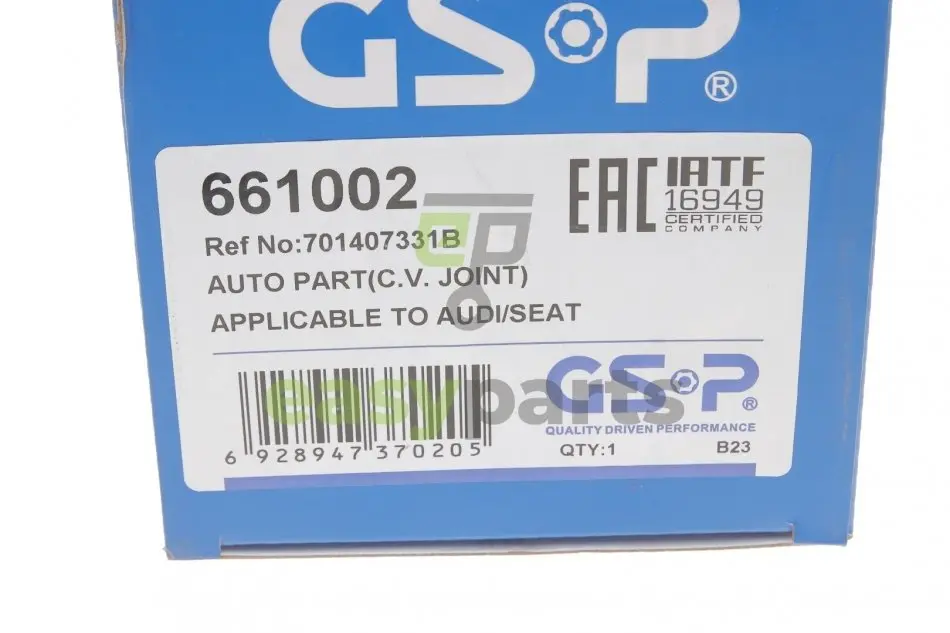 GSP®
661002
EAC
IATF
16949
CERTIFIED
COMPANY
Ref No:701407331B
AUTO PART(C.V. JOINT)
APPLICABLE TO AUDI/SEAT
ep
easyparts
GSP®
QUALITY DRIVEN PERFORMANCE
6 928947 370205
QTY:1
B23